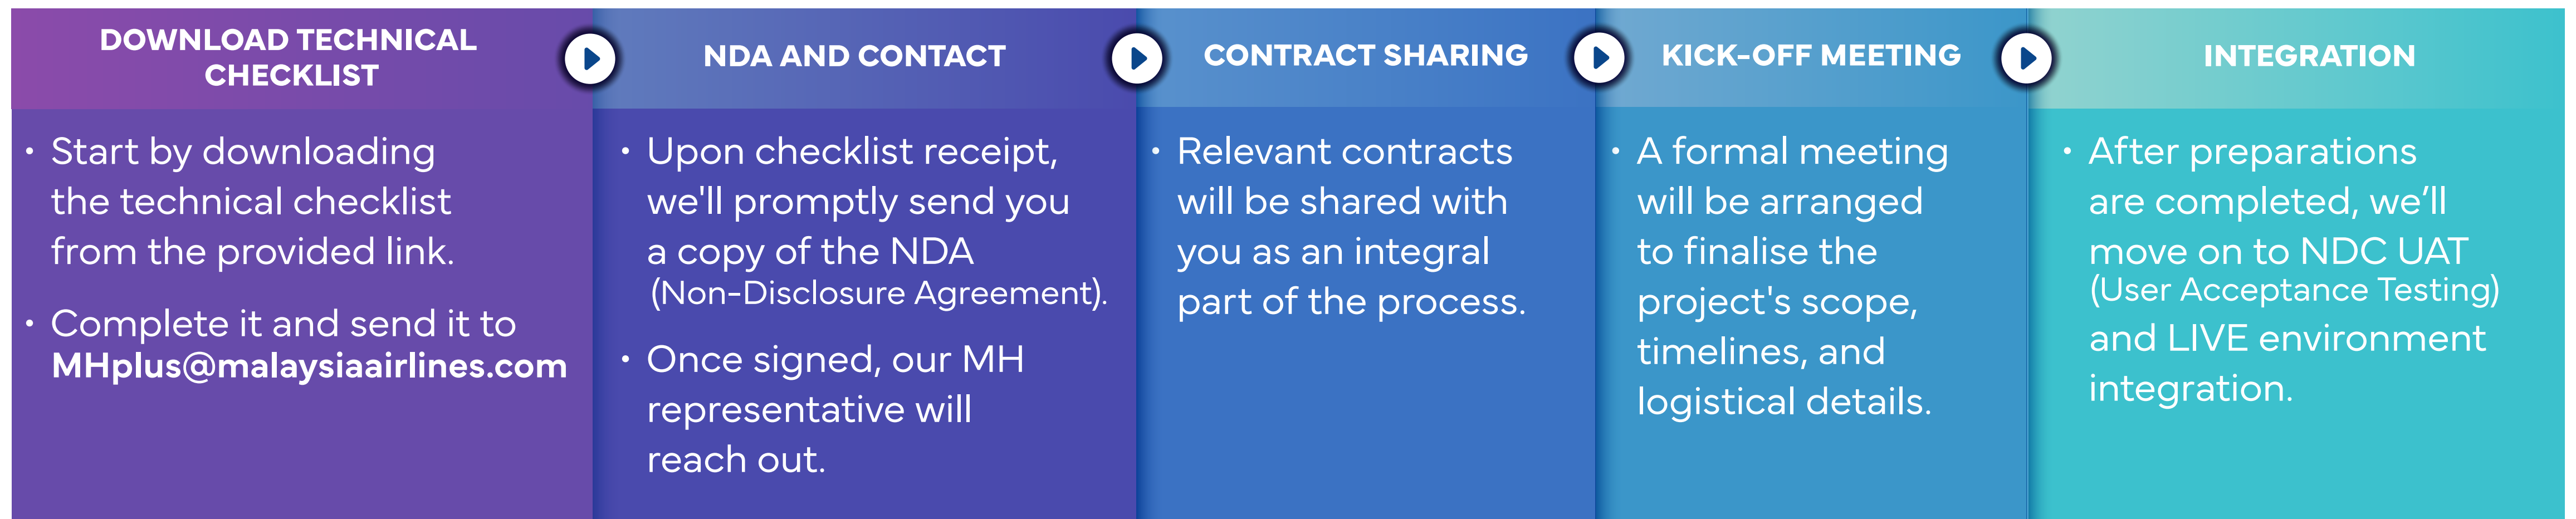 DOWNLOAD TECHNICAL
CHECKLIST
• Start by downloading
the technical checklist
from the provided link.
• Complete it and send it to
MHplus@malaysiaairlines.com
NDA AND CONTACT
• Upon checklist receipt,
we'll promptly send you
a copy of the NDA
(Non-Disclosure Agreement).
• Once signed, our MH
representative will
reach out.
CONTRACT SHARING
• Relevant contracts
will be shared with
you as an integral
part of the process.
KICK-OFF MEETING
• A formal meeting
will be arranged
to finalise the
project's scope,
timelines, and
logistical details.
INTEGRATION
• After preparations
are completed, we’ll
move on to NDC UAT
(User Acceptance Testing)
and LIVE environment
integration.